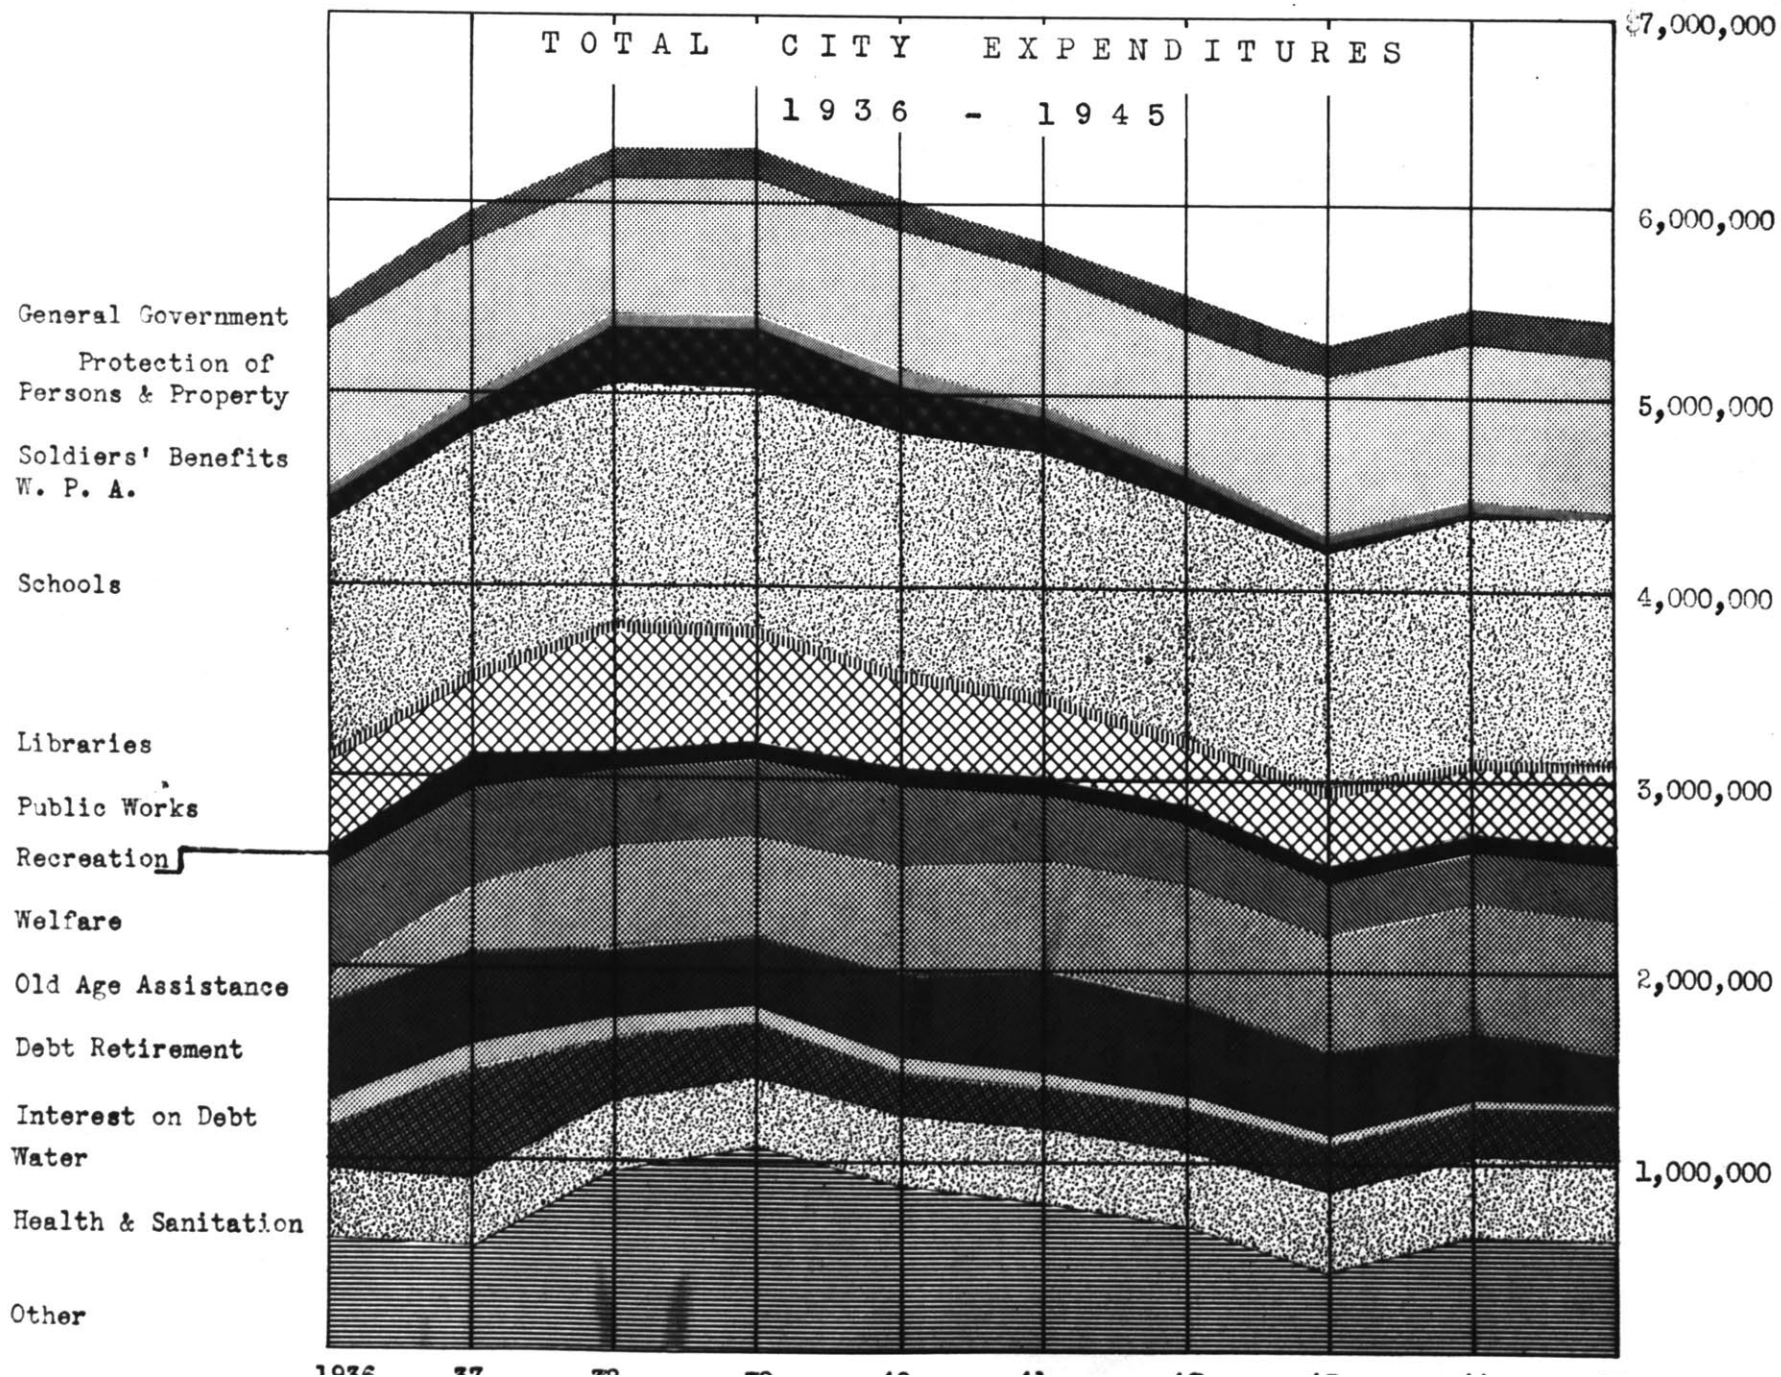 TOTAL CITY EXPENDITURES
1936 - 1945
$7,000,000
6,000,000
General Government
Protection of
Persons & Property
5,000,000
Soldiers' Benefits
W. P. A.
Schools
4,000,000
Libraries
3,000,000
Public Works
Recreation
Welfare
Old Age Assistance
2,000,000
Debt Retirement
Interest on Debt
Water
1,000,000
Health & Sanitation
Other
1936 37